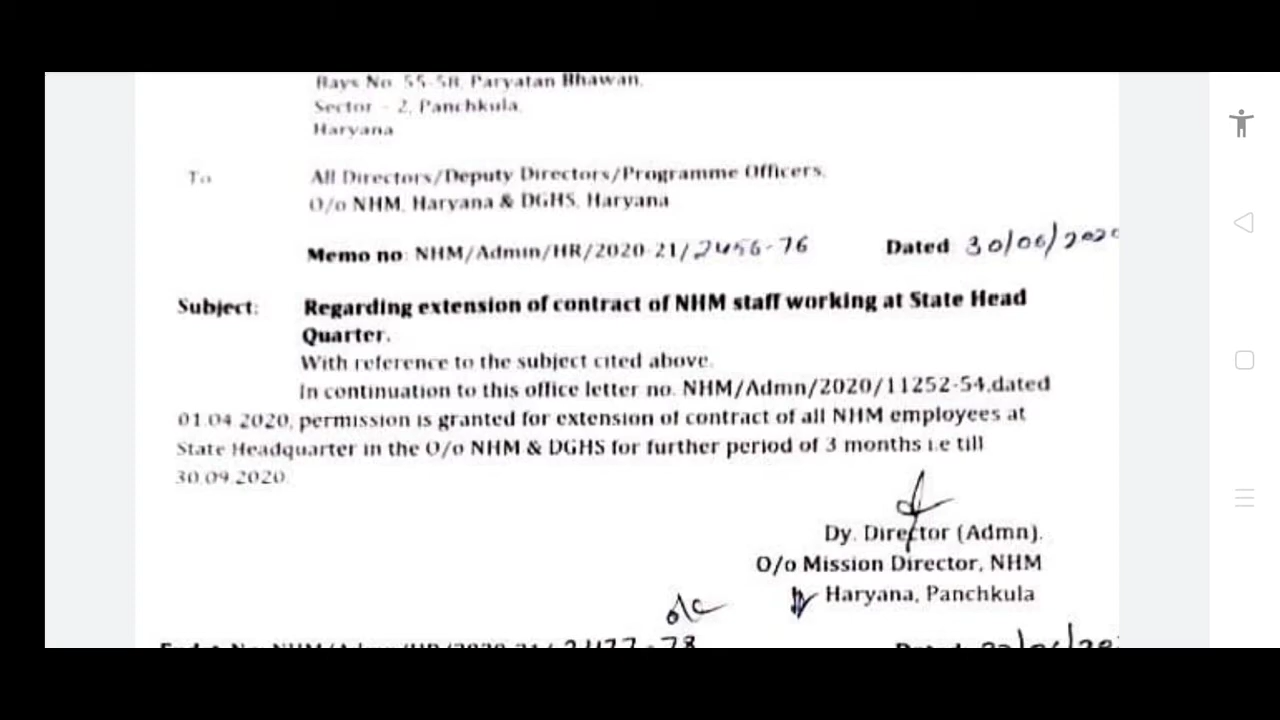 Bays No. 55-58, Paryatan Bhawan,
Sector - 2, Panchkula,
Haryana
To
All Directors/Deputy Directors/Programme Officers,
O/o NHM, Haryana & DGHS, Haryana
Memo no: NHM/Admin/HR/2020-21/2456-76 Dated 30/06/2020
Subject: Regarding extension of contract of NHM staff working at State Head
Quarter.
With reference to the subject cited above.
In continuation to this office letter no. NHM/Admn/2020/11252-54,dated
01.04.2020, permission is granted for extension of contract of all NHM employees at
State Headquarter in the O/o NHM & DGHS for further period of 3 months i.e till
30.09.2020.
Dy. Director (Admn).
O/o Mission Director, NHM
Haryana, Panchkula
o/c
2477-78